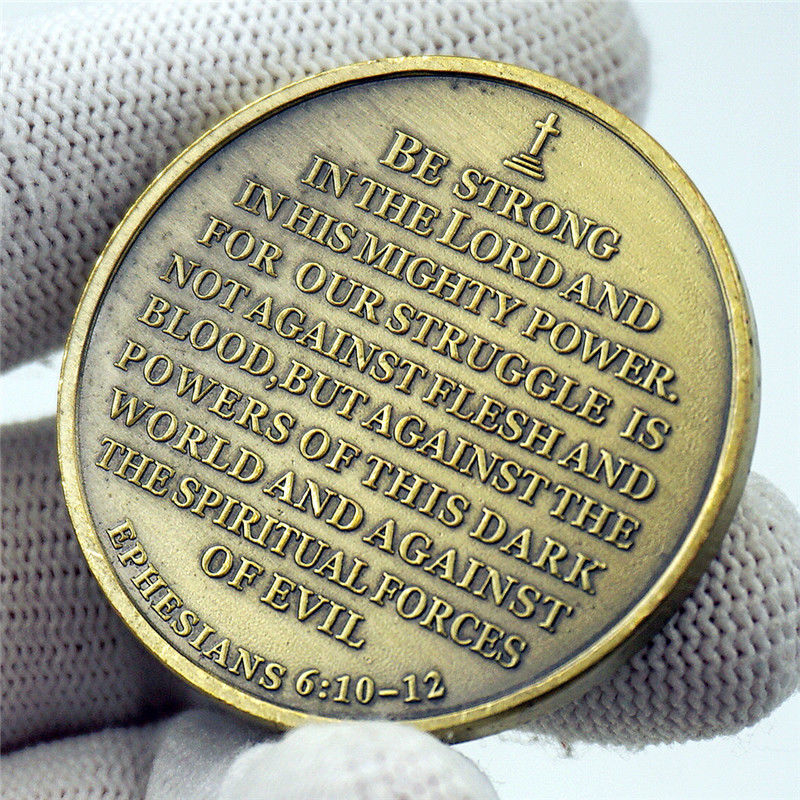 BE STRONG
IN THE LORD AND
IN HIS MIGHTY POWER.
FOR OUR STRUGGLE IS
NOT AGAINST FLESH AND
BLOOD, BUT AGAINST THE
POWERS OF THIS DARK
WORLD AND AGAINST
THE SPIRITUAL FORCES
OF EVIL
EPHESIANS 6:10-12